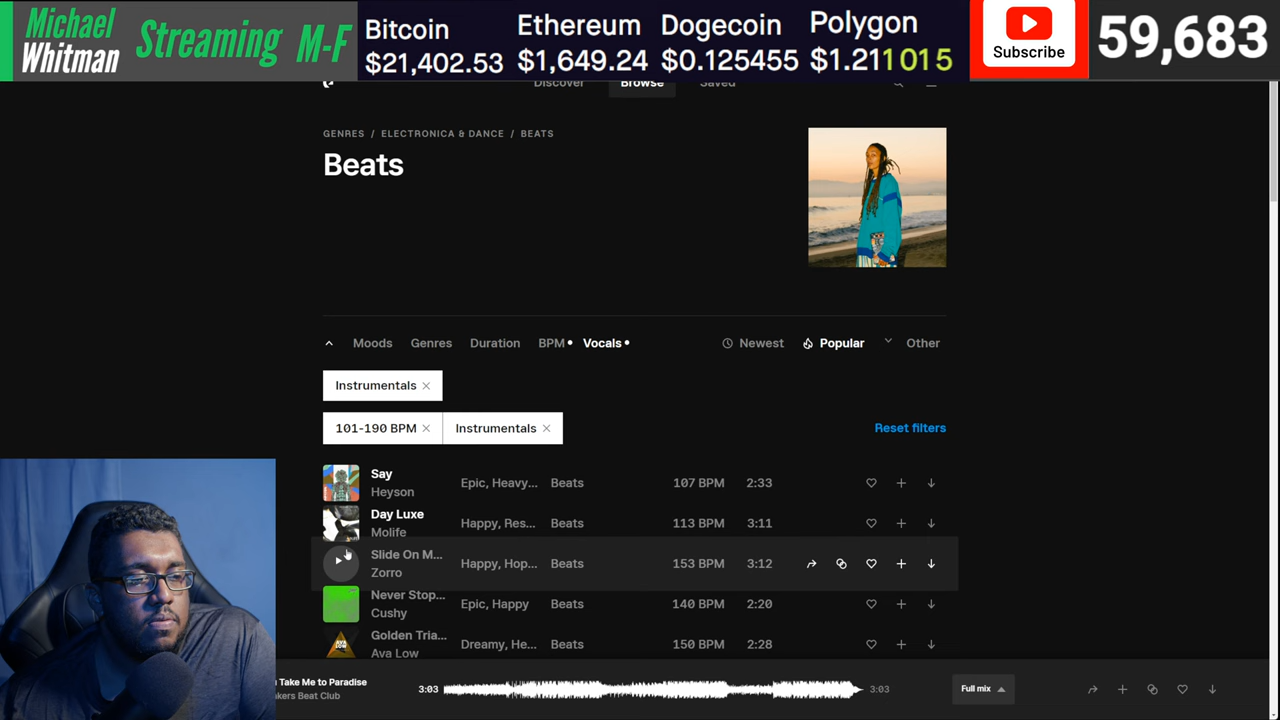 Michael
Whitman
Streaming M-F
Bitcoin
$21,402.53
Ethereum
$1,649.24
Dogecoin
$0.125455
Polygon
$1.211015
Subscribe
59,683
Discover
Browse
Saved
GENRES / ELECTRONICA & DANCE / BEATS
Beats
Moods Genres Duration BPM Vocals Newest Popular Other
Instrumentals
101-190 BPM Instrumentals Reset filters
Say
Heyson
Epic, Heavy... Beats 107 BPM 2:33
Day Luxe
Molife
Happy, Res... Beats 113 BPM 3:11
Slide On M...
Zorro
Happy, Hop... Beats 153 BPM 3:12
Never Stop...
Cushy
Epic, Happy Beats 140 BPM 2:20
Golden Tria...
Ava Low
Dreamy, He... Beats 150 BPM 2:28
AVA LOW
Take Me to Paradise
kers Beat Club
3:03 3:03 Full mix